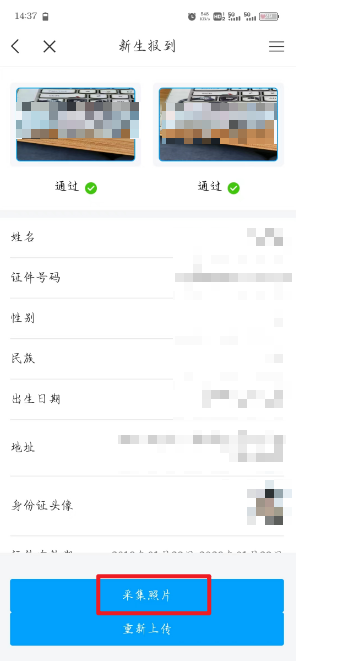 14:37
新生报到
通过
通过
姓名
证件号码
性别
民族
出生日期
地址
身份证头像
采集照片
重新上传